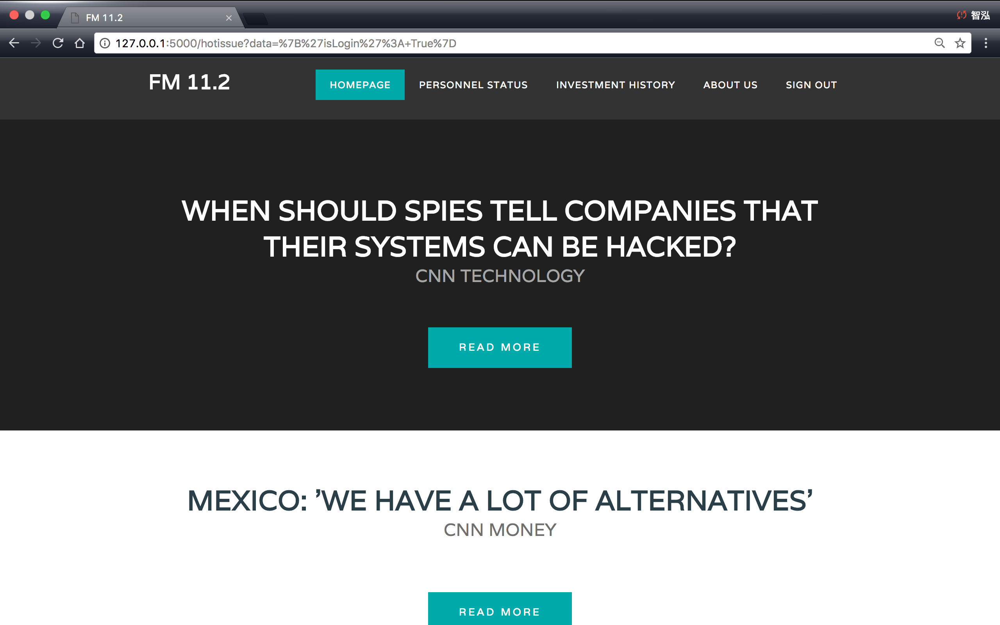 FM 11.2
智泓
127.0.0.1:5000/hotissue?data=%7B%27isLogin%27%3A+True%7D
FM 11.2
HOMEPAGE PERSONNEL STATUS INVESTMENT HISTORY ABOUT US SIGN OUT
WHEN SHOULD SPIES TELL COMPANIES THAT
THEIR SYSTEMS CAN BE HACKED?
CNN TECHNOLOGY
READ MORE
MEXICO: ’WE HAVE A LOT OF ALTERNATIVES’
CNN MONEY
READ MORE